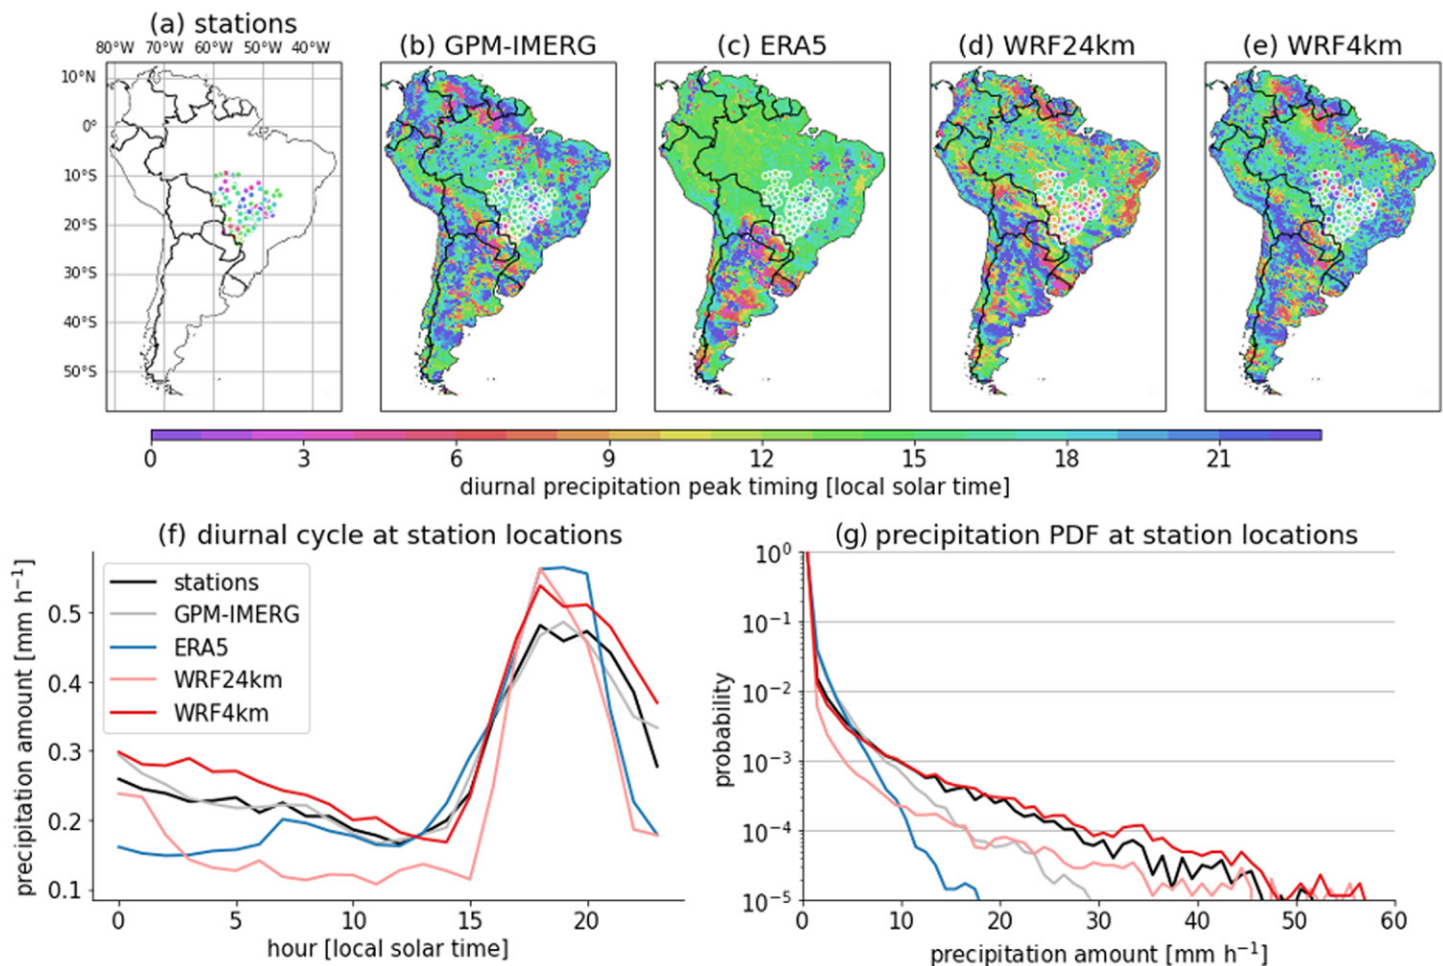 (a) stations
80°W 70°W 60°W 50°W 40°W
(b) GPM-IMERG
(c) ERA5
(d) WRF24km
(e) WRF4km
10°N
0°
10°S
20°S
30°S
40°S
50°S
0 3 6 9 12 15 18 21
diurnal precipitation peak timing [local solar time]
(f) diurnal cycle at station locations
precipitation amount [mm h⁻¹]
0.5
0.4
0.3
0.2
0.1
stations
GPM-IMERG
ERA5
WRF24km
WRF4km
0 5 10 15 20
hour [local solar time]
(g) precipitation PDF at station locations
probability
10⁰
10⁻¹
10⁻²
10⁻³
10⁻⁴
10⁻⁵
0 10 20 30 40 50 60
precipitation amount [mm h⁻¹]